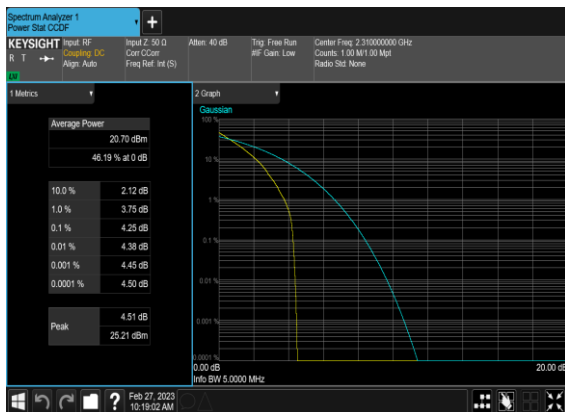 Spectrum Analyzer 1
Power Stat CCDF
+
KEYSIGHT
R T
LXI
Input: RF
Coupling: DC
Align: Auto
Input Z: 50 Ω
Corr CCorr
Freq Ref: Int (S)
Atten: 40 dB
Trig: Free Run
#IF Gain: Low
Center Freq: 2.310000000 GHz
Counts: 1.00 M/1.00 Mpt
Radio Std: None
1 Metrics
Average Power
20.70 dBm
46.19 % at 0 dB
10.0 % 2.12 dB
1.0 % 3.75 dB
0.1 % 4.25 dB
0.01 % 4.38 dB
0.001 % 4.45 dB
0.0001 % 4.50 dB
Peak
4.51 dB
25.21 dBm
2 Graph
Gaussian
100 %
10 %
1 %
0.1 %
0.01 %
0.001 %
0.0001 %
0.00 dB 20.00 dB
Info BW 5.0000 MHz
?
Feb 27, 2023
10:19:02 AM